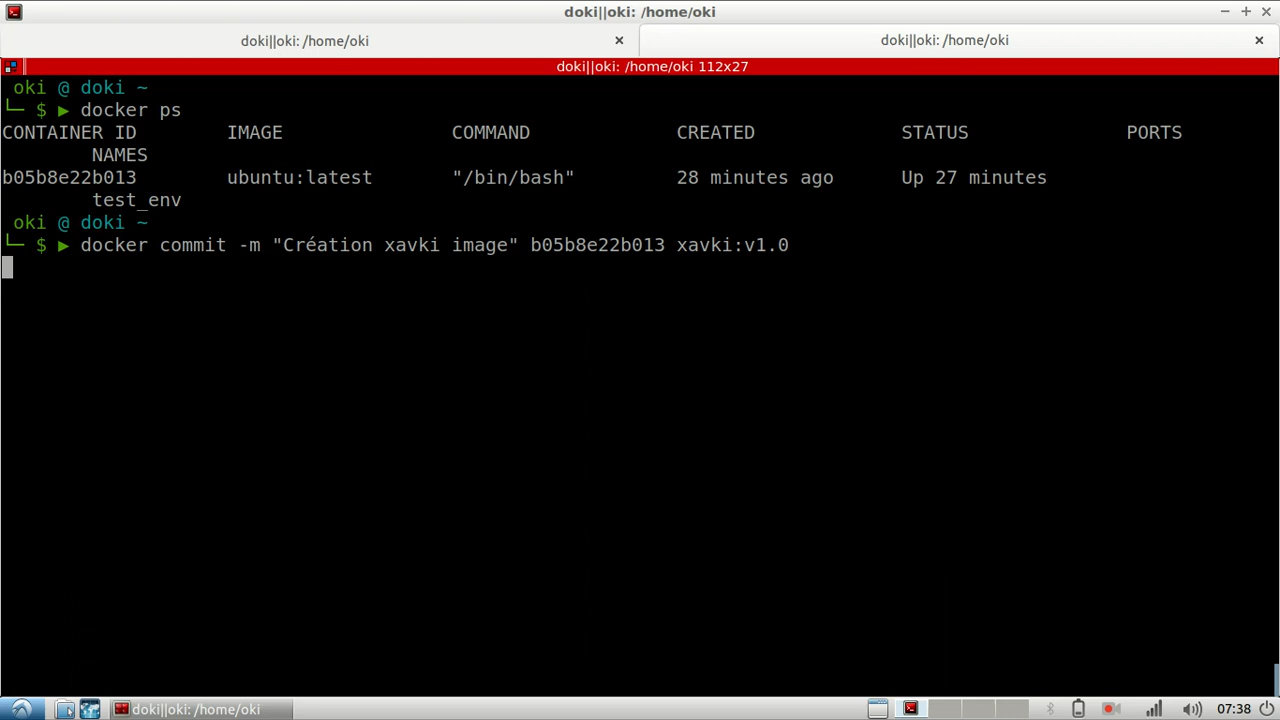 doki||oki: /home/oki
doki||oki: /home/oki
doki||oki: /home/oki
doki||oki: /home/oki 112x27
oki @ doki ~
└─ $ ▶ docker ps
CONTAINER ID        IMAGE               COMMAND             CREATED             STATUS              PORTS
        NAMES
b05b8e22b013        ubuntu:latest       "/bin/bash"         28 minutes ago      Up 27 minutes
        test_env
oki @ doki ~
└─ $ ▶ docker commit -m "Création xavki image" b05b8e22b013 xavki:v1.0
doki||oki: /home/oki
07:38